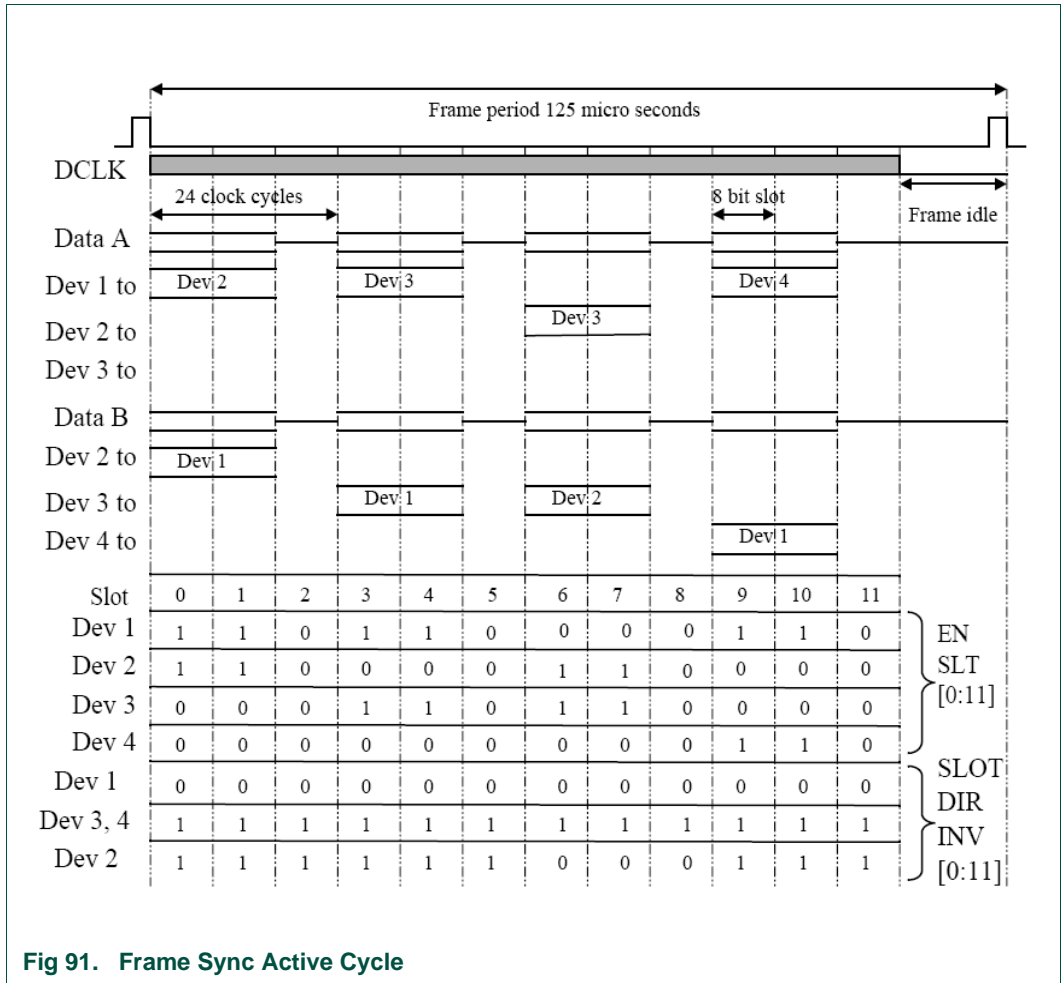 Frame period 125 micro seconds
DCLK
24 clock cycles
8 bit slot
Frame idle
Data A
Dev 1 to
Dev 2
Dev 3
Dev 4
Dev 2 to
Dev 3
Dev 3 to
Data B
Dev 2 to
Dev 1
Dev 3 to
Dev 1
Dev 2
Dev 4 to
Dev 1
Slot 0 1 2 3 4 5 6 7 8 9 10 11
Dev 1 1 1 0 1 1 0 0 0 0 1 1 0
Dev 2 1 1 0 0 0 0 1 1 0 0 0 0
Dev 3 0 0 0 1 1 0 1 1 0 0 0 0
Dev 4 0 0 0 0 0 0 0 0 0 1 1 0
EN
SLT
[0:11]
Dev 1 0 0 0 0 0 0 0 0 0 0 0 0
Dev 3, 4 1 1 1 1 1 1 1 1 1 1 1 1
Dev 2 1 1 1 1 1 1 0 0 0 1 1 1
SLOT
DIR
INV
[0:11]
Fig 91. Frame Sync Active Cycle